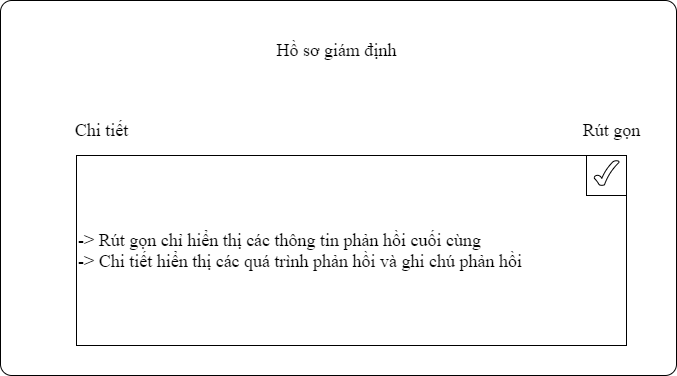 Hồ sơ giám định
Chi tiết
Rút gọn
-> Rút gọn chỉ hiển thị các thông tin phản hồi cuối cùng
-> Chi tiết hiển thị các quá trình phản hồi và ghi chú phản hồi